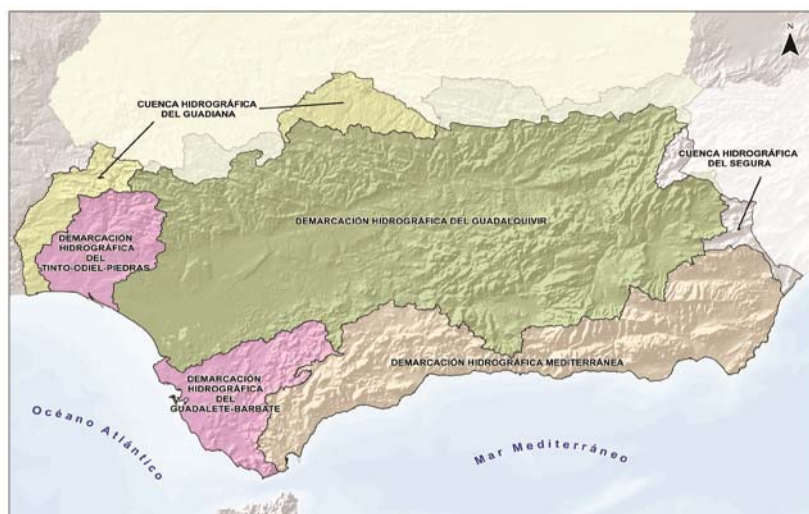 N
CUENCA HIDROGRÁFICA
DEL GUADIANA
CUENCA HIDROGRÁFICA
DEL SEGURA
DEMARCACIÓN HIDROGRÁFICA DEL GUADALQUIVIR
DEMARCACIÓN
HIDROGRÁFICA
DEL
TINTO-ODIEL-PIEDRAS
DEMARCACIÓN HIDROGRÁFICA MEDITERRÁNEA
DEMARCACIÓN
HIDROGRÁFICA
DEL
GUADALETE-BARBATE
Océano Atlántico
Mar Mediterráneo